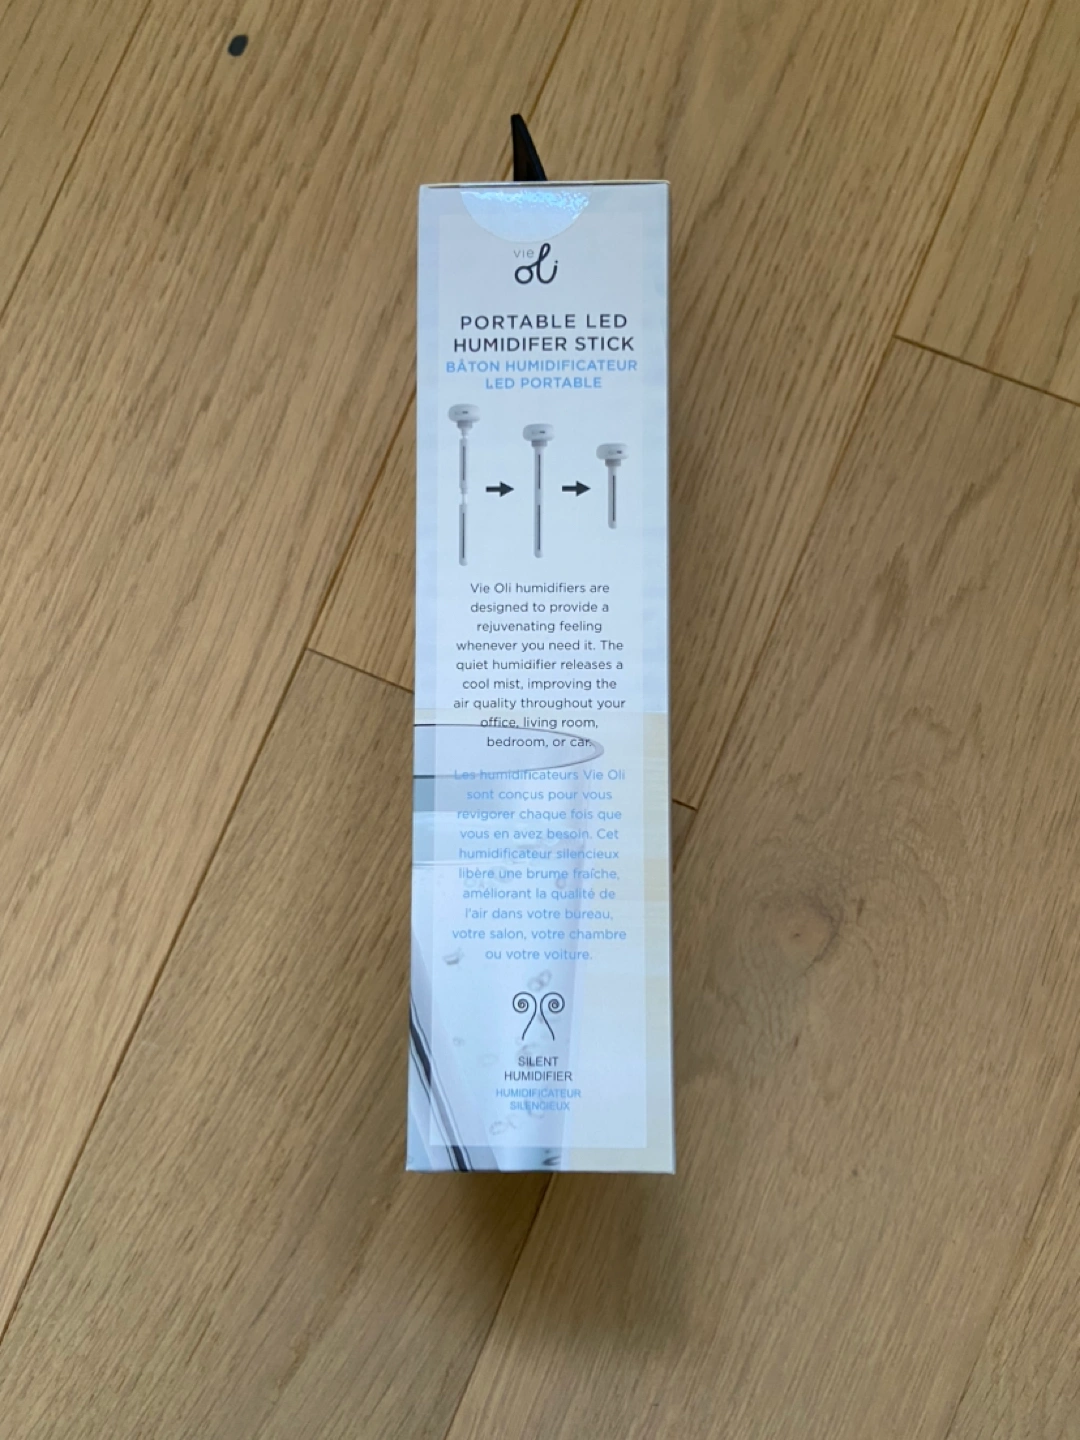 vie
oli
PORTABLE LED
HUMIDIFER STICK
BÂTON HUMIDIFICATEUR
LED PORTABLE
Vie Oli humidifiers are
designed to provide a
rejuvenating feeling
whenever you need it. The
quiet humidifier releases a
cool mist, improving the
air quality throughout your
office, living room,
bedroom, or car.
Les humidificateurs Vie Oli
sont conçus pour vous
revigorer chaque fois que
vous en avez besoin. Cet
humidificateur silencieux
libère une brume fraîche,
améliorant la qualité de
l'air dans votre bureau,
votre salon, votre chambre
ou votre voiture.
SILENT
HUMIDIFIER
HUMIDIFICATEUR
SILENCIEUX